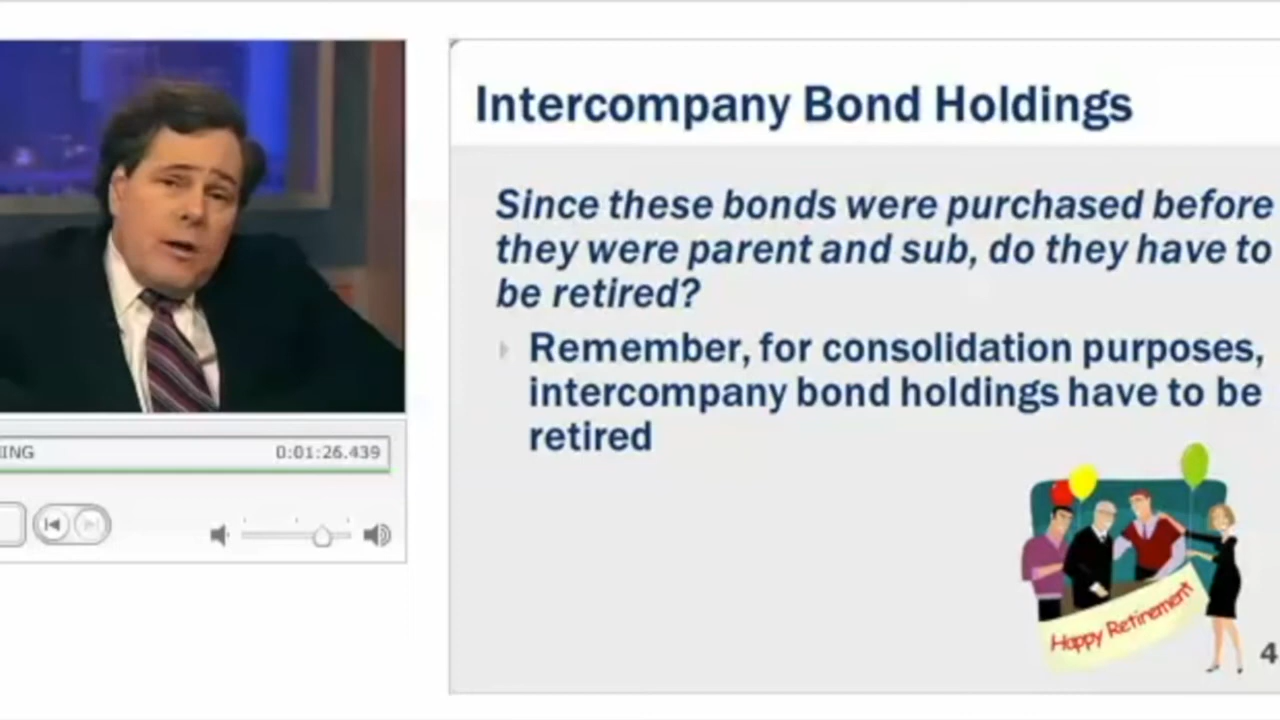 Intercompany Bond Holdings
Since these bonds were purchased before
they were parent and sub, do they have to
be retired?
Remember, for consolidation purposes,
intercompany bond holdings have to be
retired
Happy Retirement
4
ING 0:01:26.439